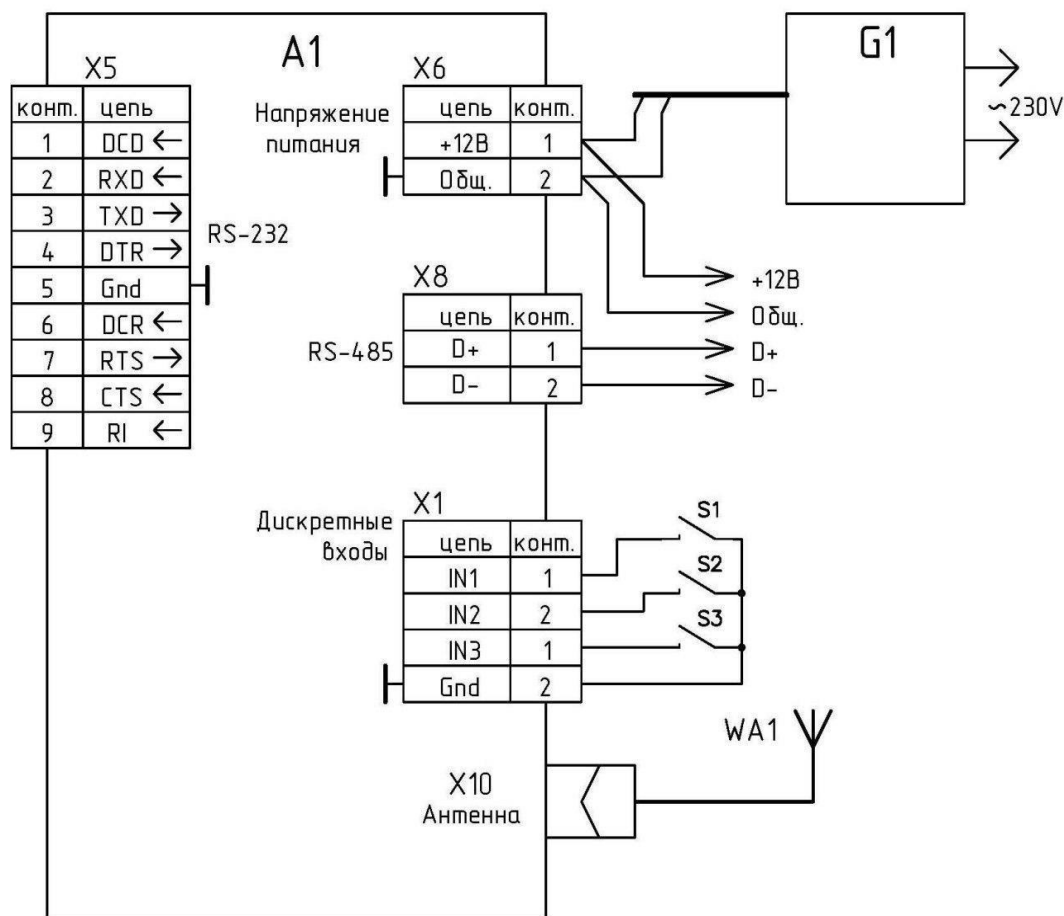 A1
G1
~230V
X5
конт. цепь
1 DCD ←
2 RXD ←
3 TXD →
4 DTR →
5 Gnd
6 DCR ←
7 RTS →
8 CTS ←
9 RI ←
RS-232
Напряжение
питания
X6
цепь конт.
+12В 1
Общ. 2
+12В
Общ.
D+
D-
RS-485
X8
цепь конт.
D+ 1
D- 2
Дискретные
входы
X1
цепь конт.
IN1 1
IN2 2
IN3 1
Gnd 2
S1
S2
S3
WA1
X10
Антенна